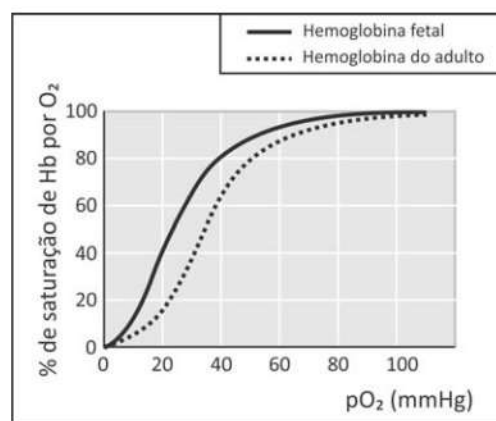 Hemoglobina fetal
Hemoglobina do adulto
% de saturação de Hb por O₂
100
80
60
40
20
0
0 20 40 60 80 100
pO₂ (mmHg)